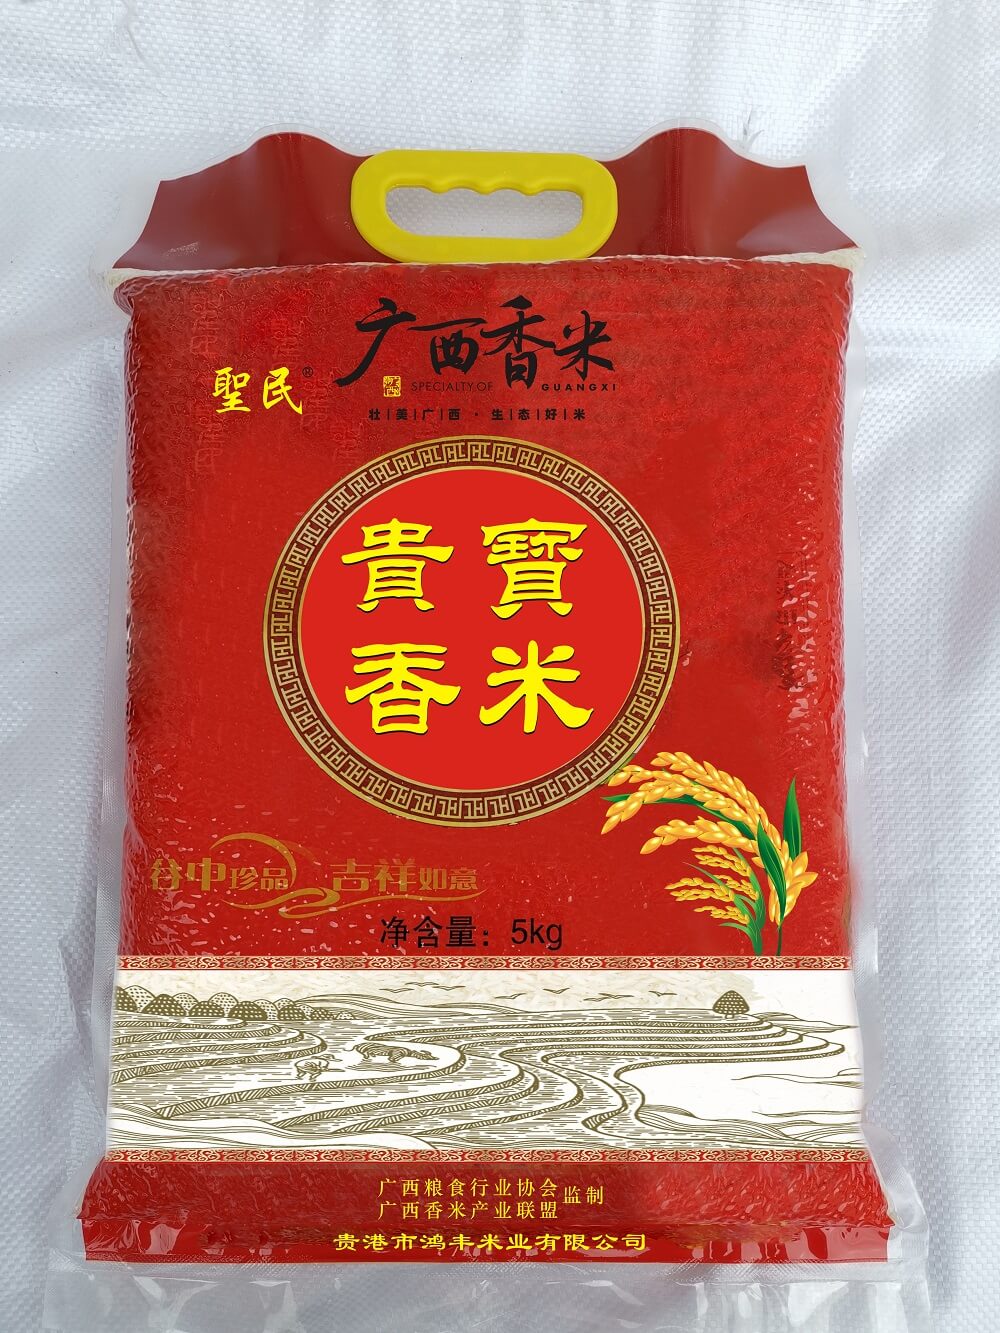 广西香米
聖民®
SPECIALTY OF GUANGXI
壮美广西·生态好米
貴寶
香米
谷中珍品 吉祥如意
净含量：5kg
广西粮食行业协会
广西香米产业联盟 监制
贵港市鸿丰米业有限公司